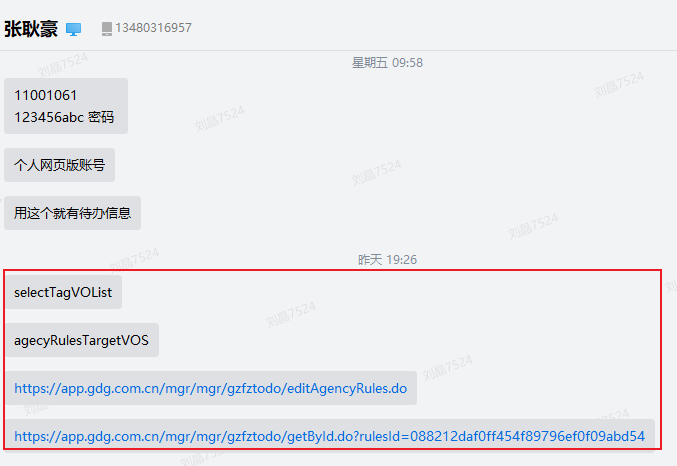 张耿豪
13480316957
星期五 09:58
刘晶7524
刘晶7524
11001061
123456abc 密码
刘晶7524
个人网页版账号
刘晶7524
用这个就有待办信息
刘晶7524
昨天 19:26
刘晶7524
selectTagVOList
刘晶7524
agecyRulesTargetVOS
刘晶7524
https://app.gdg.com.cn/mgr/mgr/gzfztodo/editAgencyRules.do
https://app.gdg.com.cn/mgr/mgr/gzfztodo/getById.do?rulesId=088212daf0ff454f89796ef0f09abd54